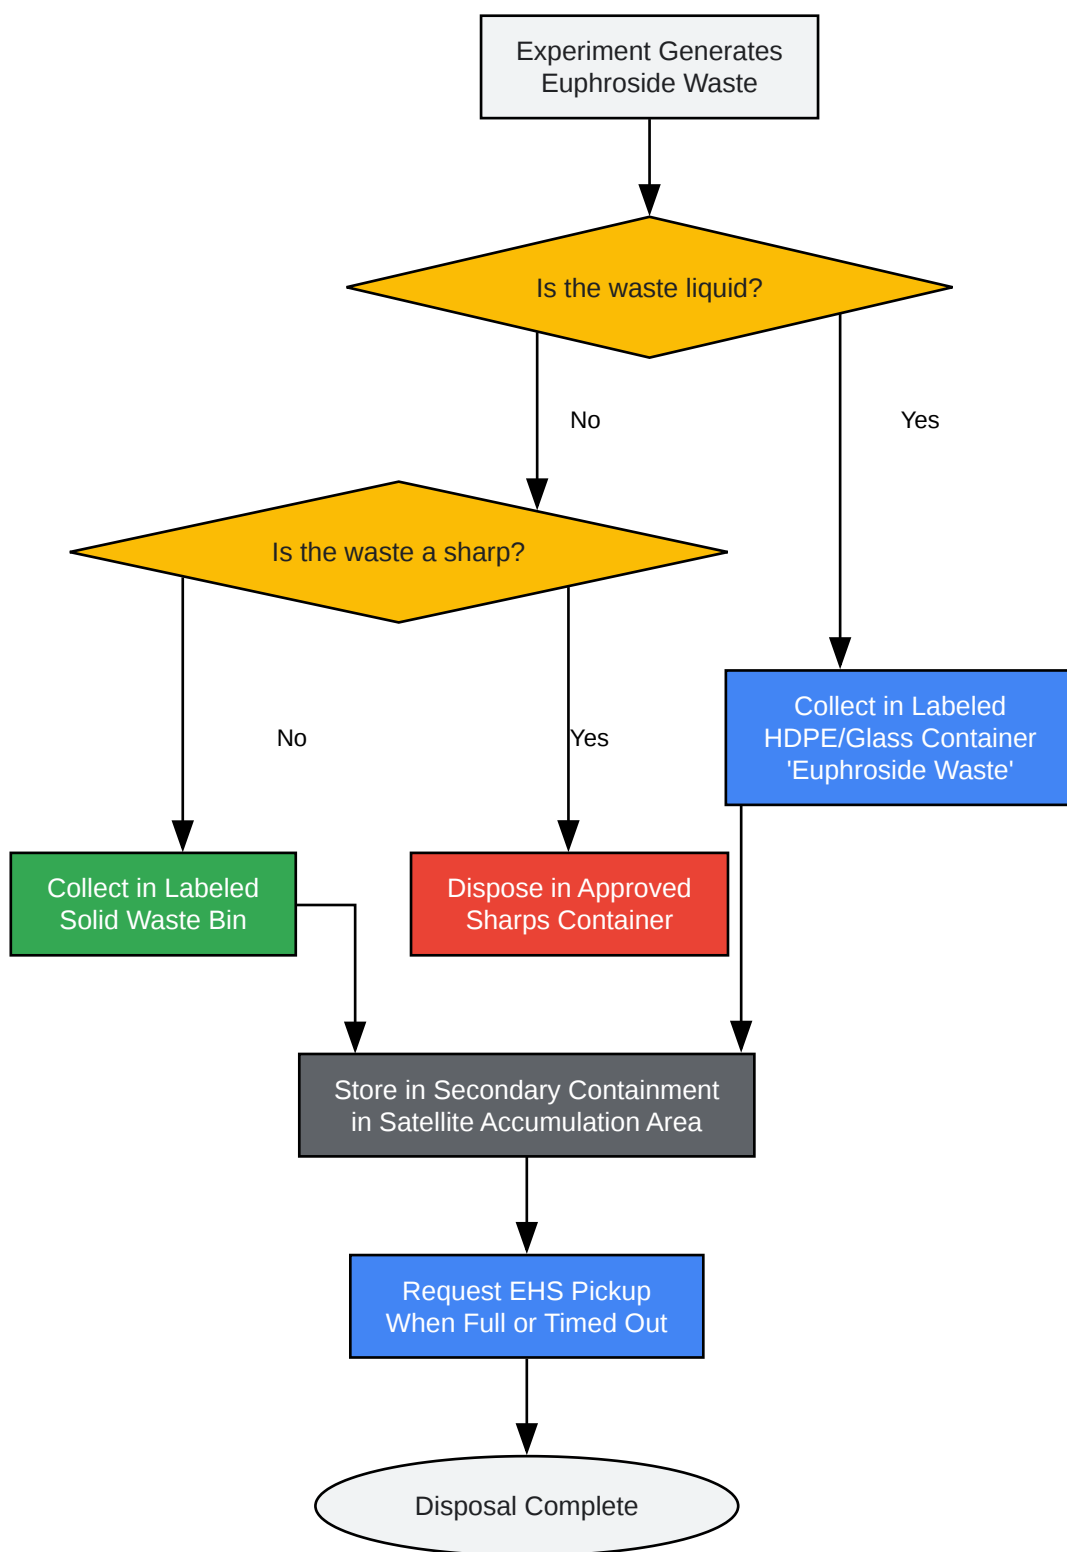 Experiment Generates
Euphroside Waste
Is the waste liquid?
No
Yes
Is the waste a sharp?
No
Yes
Collect in Labeled
HDPE/Glass Container
'Euphroside Waste'
Collect in Labeled
Solid Waste Bin
Dispose in Approved
Sharps Container
Store in Secondary Containment
in Satellite Accumulation Area
Request EHS Pickup
When Full or Timed Out
Disposal Complete